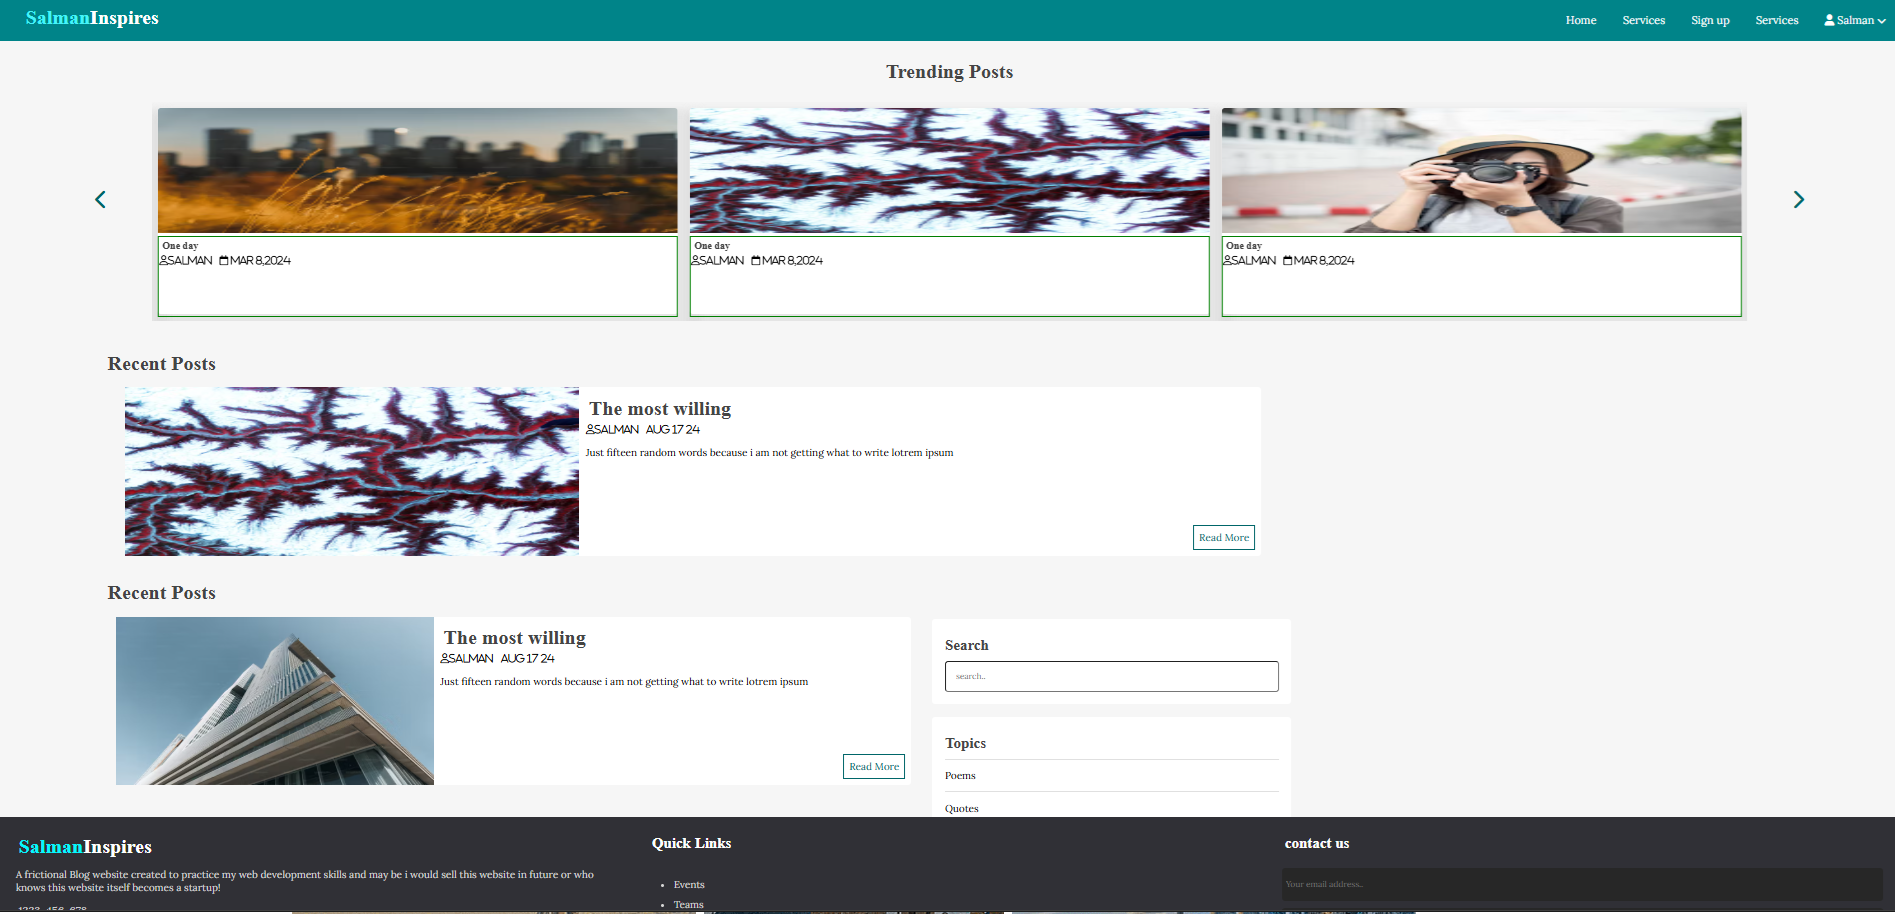 SalmanInspires
Home Services Sign up Services Salman
Trending Posts
One day
SALMAN MAR 8,2024
One day
SALMAN MAR 8,2024
One day
SALMAN MAR 8,2024
Recent Posts
The most willing
SALMAN AUG 17 24
Just fifteen random words because i am not getting what to write lotrem ipsum
Read More
Recent Posts
The most willing
SALMAN AUG 17 24
Just fifteen random words because i am not getting what to write lotrem ipsum
Read More
Search
search..
Topics
Poems
Quotes
SalmanInspires
A frictional Blog website created to practice my web development skills and may be i would sell this website in future or who
knows this website itself becomes a startup!
Quick Links
Events
Teams
contact us
Your email address..